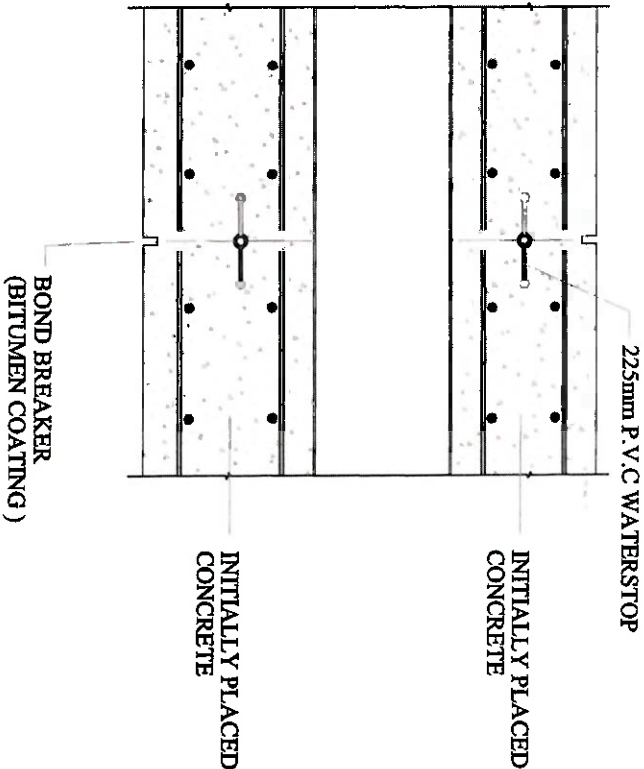 225mm P.V.C WATERSTOP
INITIALLY PLACED
CONCRETE
INITIALLY PLACED
CONCRETE
BOND BREAKER
(BITUMEN COATING )